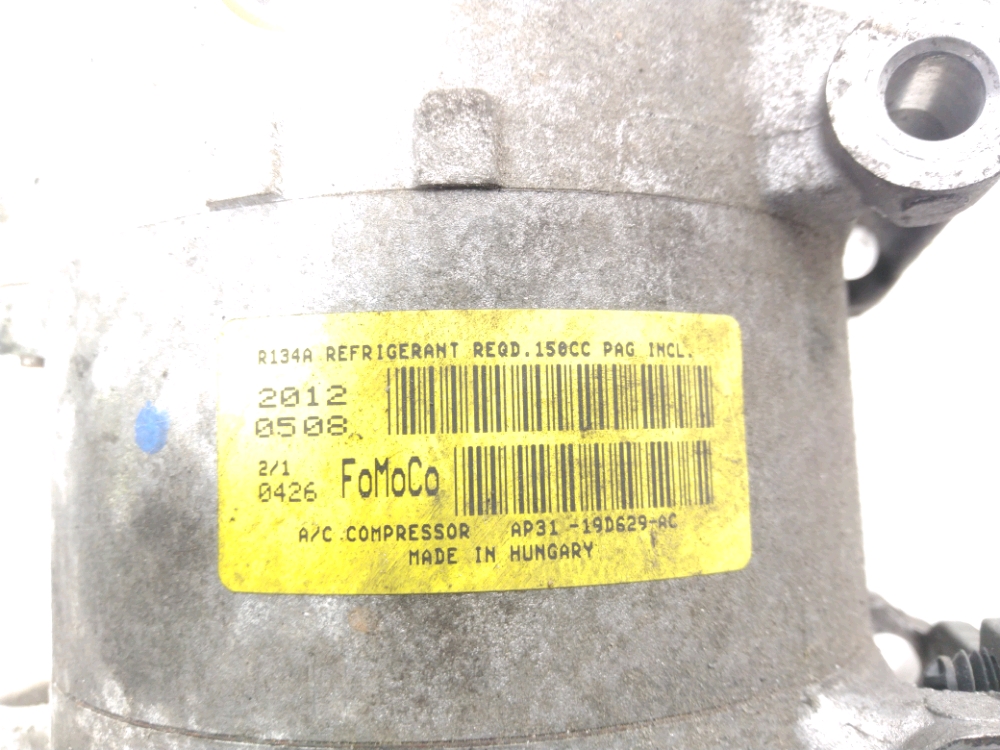 R134A REFRIGERANT REQD.150CC PAG INCL.
2012
0508
2/1
0426 FoMoCo
A/C COMPRESSOR AP31 -19D629-AC
MADE IN HUNGARY